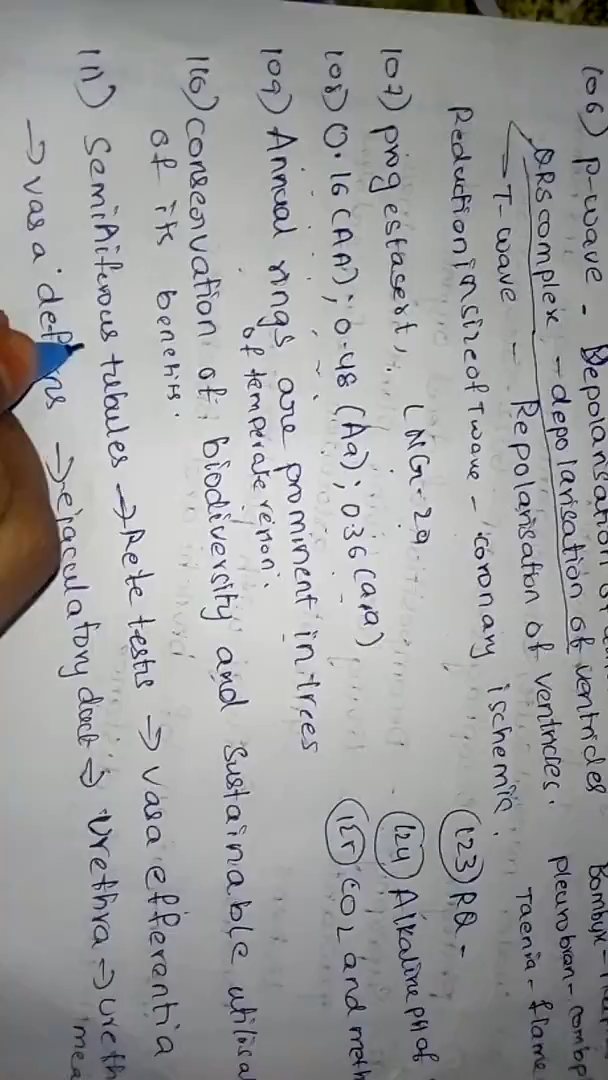 106) P-wave - Depolarisation of
QRS complex - depolarisation of ventricles
T-wave - Repolarisation of ventricles.
Reduction in size of T wave - coronary ischemia.
107) progestasert, LNG-20
108) 0.16 (AA); 0.48 (Aa); 0.36 (aa)
109) Annual rings are prominent in trees
of temperate
110) conservation of biodiversity and sustainable utilisa
of its benefits.
111) Seminiferous tubules → Rete testis → vasa efferentia
→ vasa deferens → ejaculatory duct → Urethra → ureth
mea
Bombyx -
pleurobran - comb p
Taenia - flame
123) RQ -
124) Alkaline pH of
125) CO2 and meth